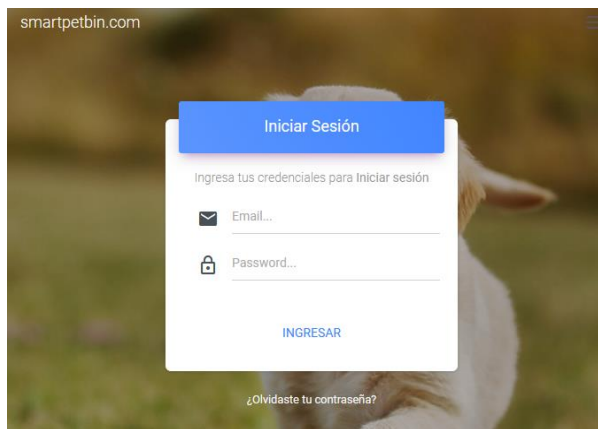 smartpetbin.com
Iniciar Sesión
Ingresa tus credenciales para Iniciar sesión
Email...
Password...
INGRESAR
¿Olvidaste tu contraseña?